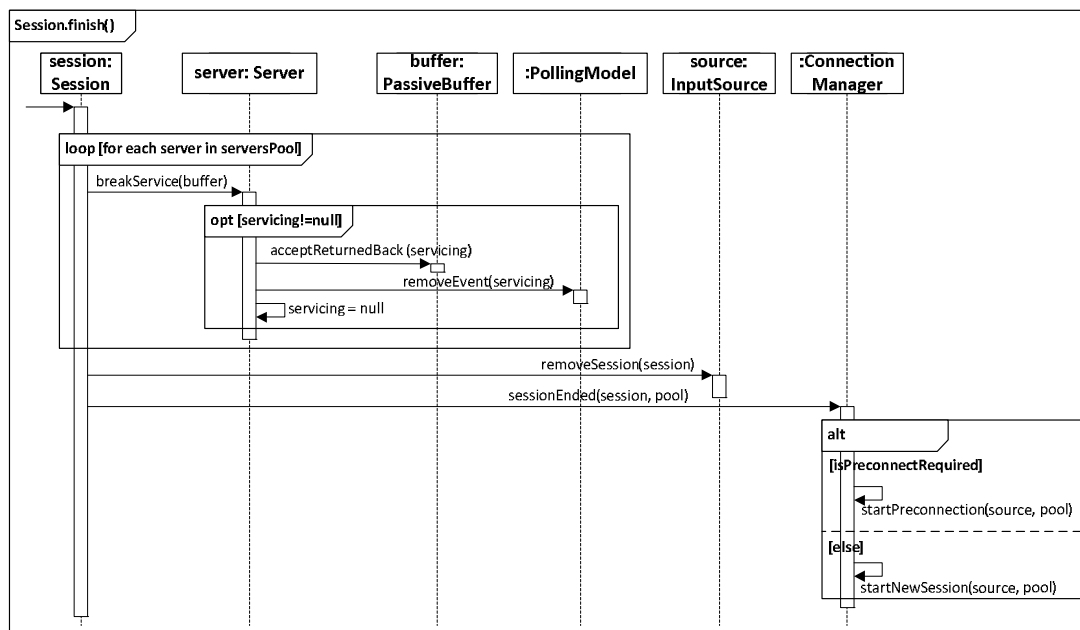 Session.finish()
session:
Session
server: Server
buffer:
PassiveBuffer
:PollingModel
source:
InputSource
:Connection
Manager
loop [for each server in serversPool]
breakService(buffer)
opt [servicing!=null]
acceptReturnedBack (servicing)
removeEvent(servicing)
servicing = null
removeSession(session)
sessionEnded(session, pool)
alt
[isPreconnectRequired]
startPreconnection(source, pool)
[else]
startNewSession(source, pool)